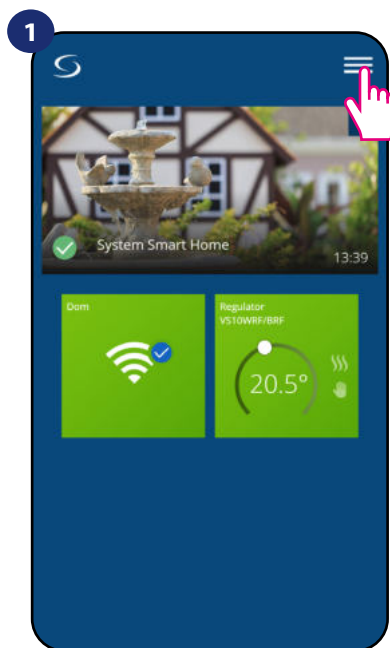 1
System Smart Home
13:39
Dom
Regulator
VS10WRF/BRF
20.5°